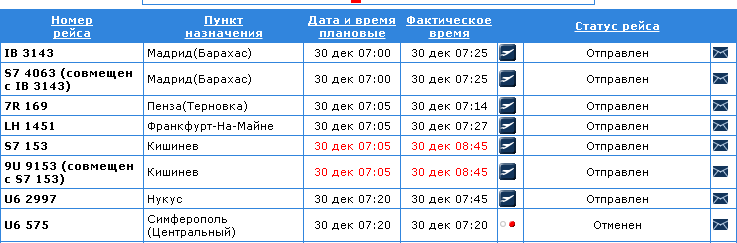 Номер рейса Пункт назначения Дата и время плановые Фактическое время Статус рейса
IB 3143 Мадрид(Барахас) 30 дек 07:00 30 дек 07:25 Отправлен
S7 4063 (совмещен с IB 3143) Мадрид(Барахас) 30 дек 07:00 30 дек 07:25 Отправлен
7R 169 Пенза(Терновка) 30 дек 07:05 30 дек 07:14 Отправлен
LH 1451 Франкфурт-На-Майне 30 дек 07:05 30 дек 07:27 Отправлен
S7 153 Кишинев 30 дек 07:05 30 дек 08:45 Отправлен
9U 9153 (совмещен с S7 153) Кишинев 30 дек 07:05 30 дек 08:45 Отправлен
U6 2997 Нукус 30 дек 07:20 30 дек 07:45 Отправлен
U6 575 Симферополь (Центральный) 30 дек 07:20 30 дек 07:20 Отменен